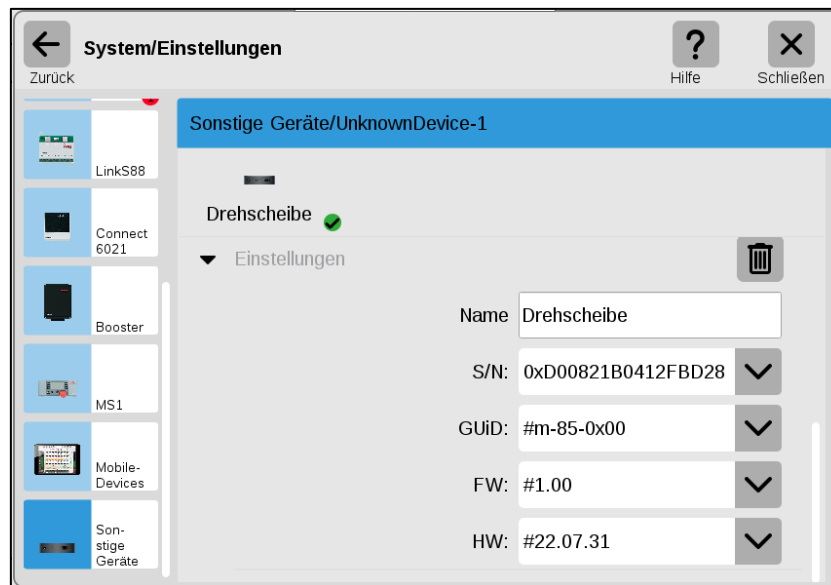 System/Einstellungen
?
Zurück
Hilfe
Schließen
LinkS88
Connect
6021
Booster
MS1
Mobile-
Devices
Son-
stige
Geräte
Sonstige Geräte/UnknownDevice-1
Drehscheibe
Einstellungen
Name Drehscheibe
S/N: 0xD00821B0412FBD28
GUiD: #m-85-0x00
FW: #1.00
HW: #22.07.31